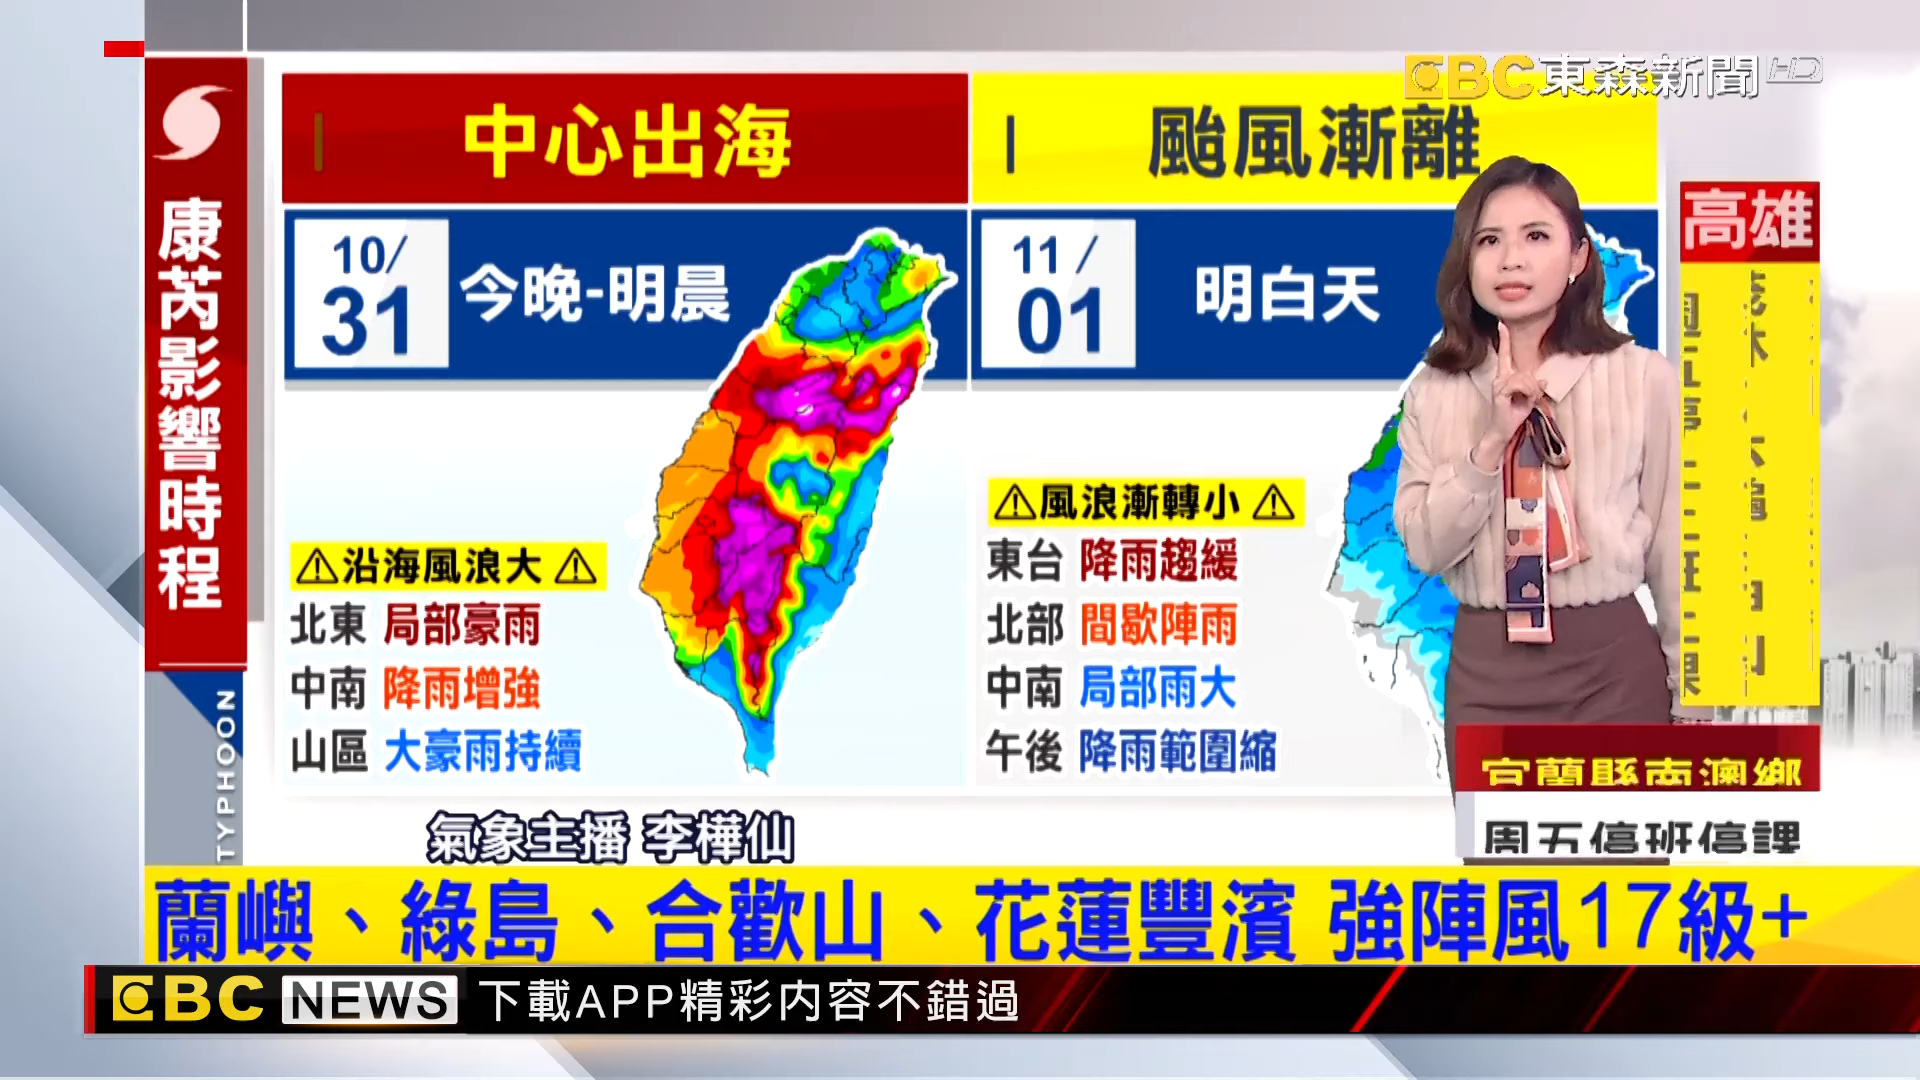 EBC東森新聞HD
康芮影響時程
TYPHOON
中心出海
10/
31
今晚-明晨
⚠沿海風浪大⚠
北東 局部豪雨
中南 降雨增強
山區 大豪雨持續
颱風漸離
11/
01
明白天
⚠風浪漸轉小⚠
東台 降雨趨緩
北部 間歇陣雨
中南 局部雨大
午後 降雨範圍縮
高雄
宜蘭縣南澳鄉
周五停班停課
氣象主播 李樺仙
蘭嶼、綠島、合歡山、花蓮豐濱 強陣風17級+
EBC NEWS 下載APP精彩內容不錯過